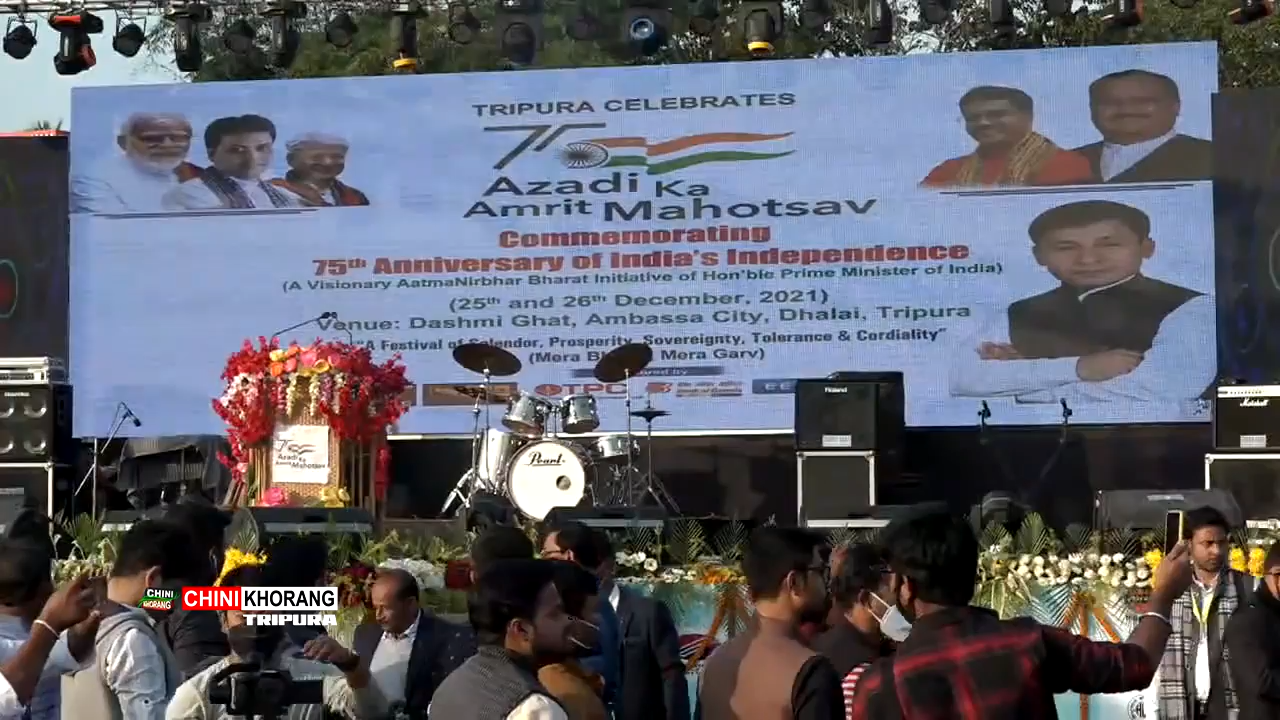 TRIPURA CELEBRATES
75
Azadi Ka
Amrit Mahotsav
Commemorating
75th Anniversary of India's Independence
(A Visionary AatmaNirbhar Bharat Initiative of Hon'ble Prime Minister of India)
(25th and 26th December, 2021)
Venue: Dashmi Ghat, Ambassa City, Dhalai, Tripura
"A Festival of Splendor, Prosperity, Sovereignty, Tolerance & Cordiality"
(Mera Mera Garv)
OTPC
Azadi
Ka
Amrit Mahotsav
Pearl
Roland
Marshall
CHINI
KHORANG
CHINI KHORANG
TRIPURA